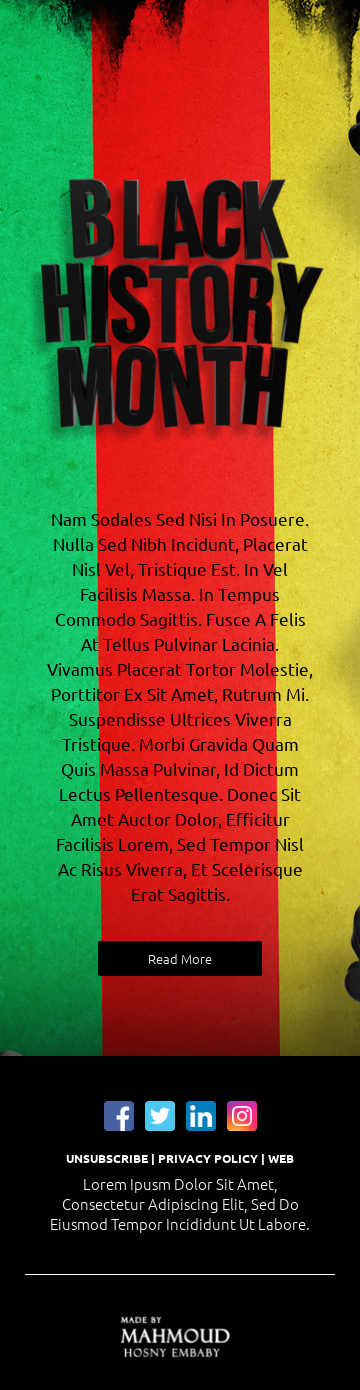 BLACK
HISTORY
MONTH
Nam Sodales Sed Nisi In Posuere.
Nulla Sed Nibh Incidunt, Placerat
Nisl Vel, Tristique Est. In Vel
Facilisis Massa. In Tempus
Commodo Sagittis. Fusce A Felis
At Tellus Pulvinar Lacinia.
Vivamus Placerat Tortor Molestie,
Porttitor Ex Sit Amet, Rutrum Mi.
Suspendisse Ultrices Viverra
Tristique. Morbi Gravida Quam
Quis Massa Pulvinar, Id Dictum
Lectus Pellentesque. Donec Sit
Amet Auctor Dolor, Efficitur
Facilisis Lorem, Sed Tempor Nisl
Ac Risus Viverra, Et Scelerisque
Erat Sagittis.
Read More
UNSUBSCRIBE | PRIVACY POLICY | WEB
Lorem Ipusm Dolor Sit Amet,
Consectetur Adipiscing Elit, Sed Do
Eiusmod Tempor Incididunt Ut Labore.
MADE BY
MAHMOUD
HOSNY EMBABY